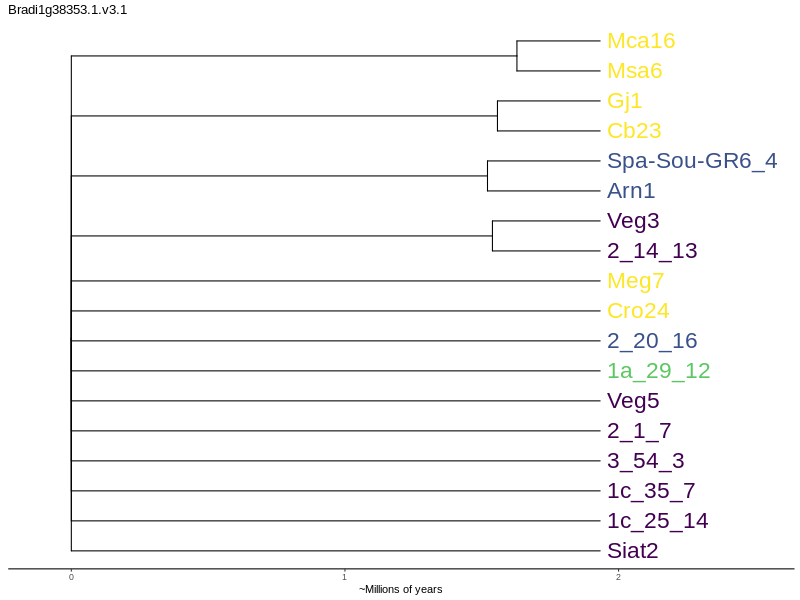 Bradi1g38353.1.v3.1
Mca16
Msa6
Gj1
Cb23
Spa-Sou-GR6_4
Arn1
Veg3
2_14_13
Meg7
Cro24
2_20_16
1a_29_12
Veg5
2_1_7
3_54_3
1c_35_7
1c_25_14
Siat2
0 1 2
~Millions of years